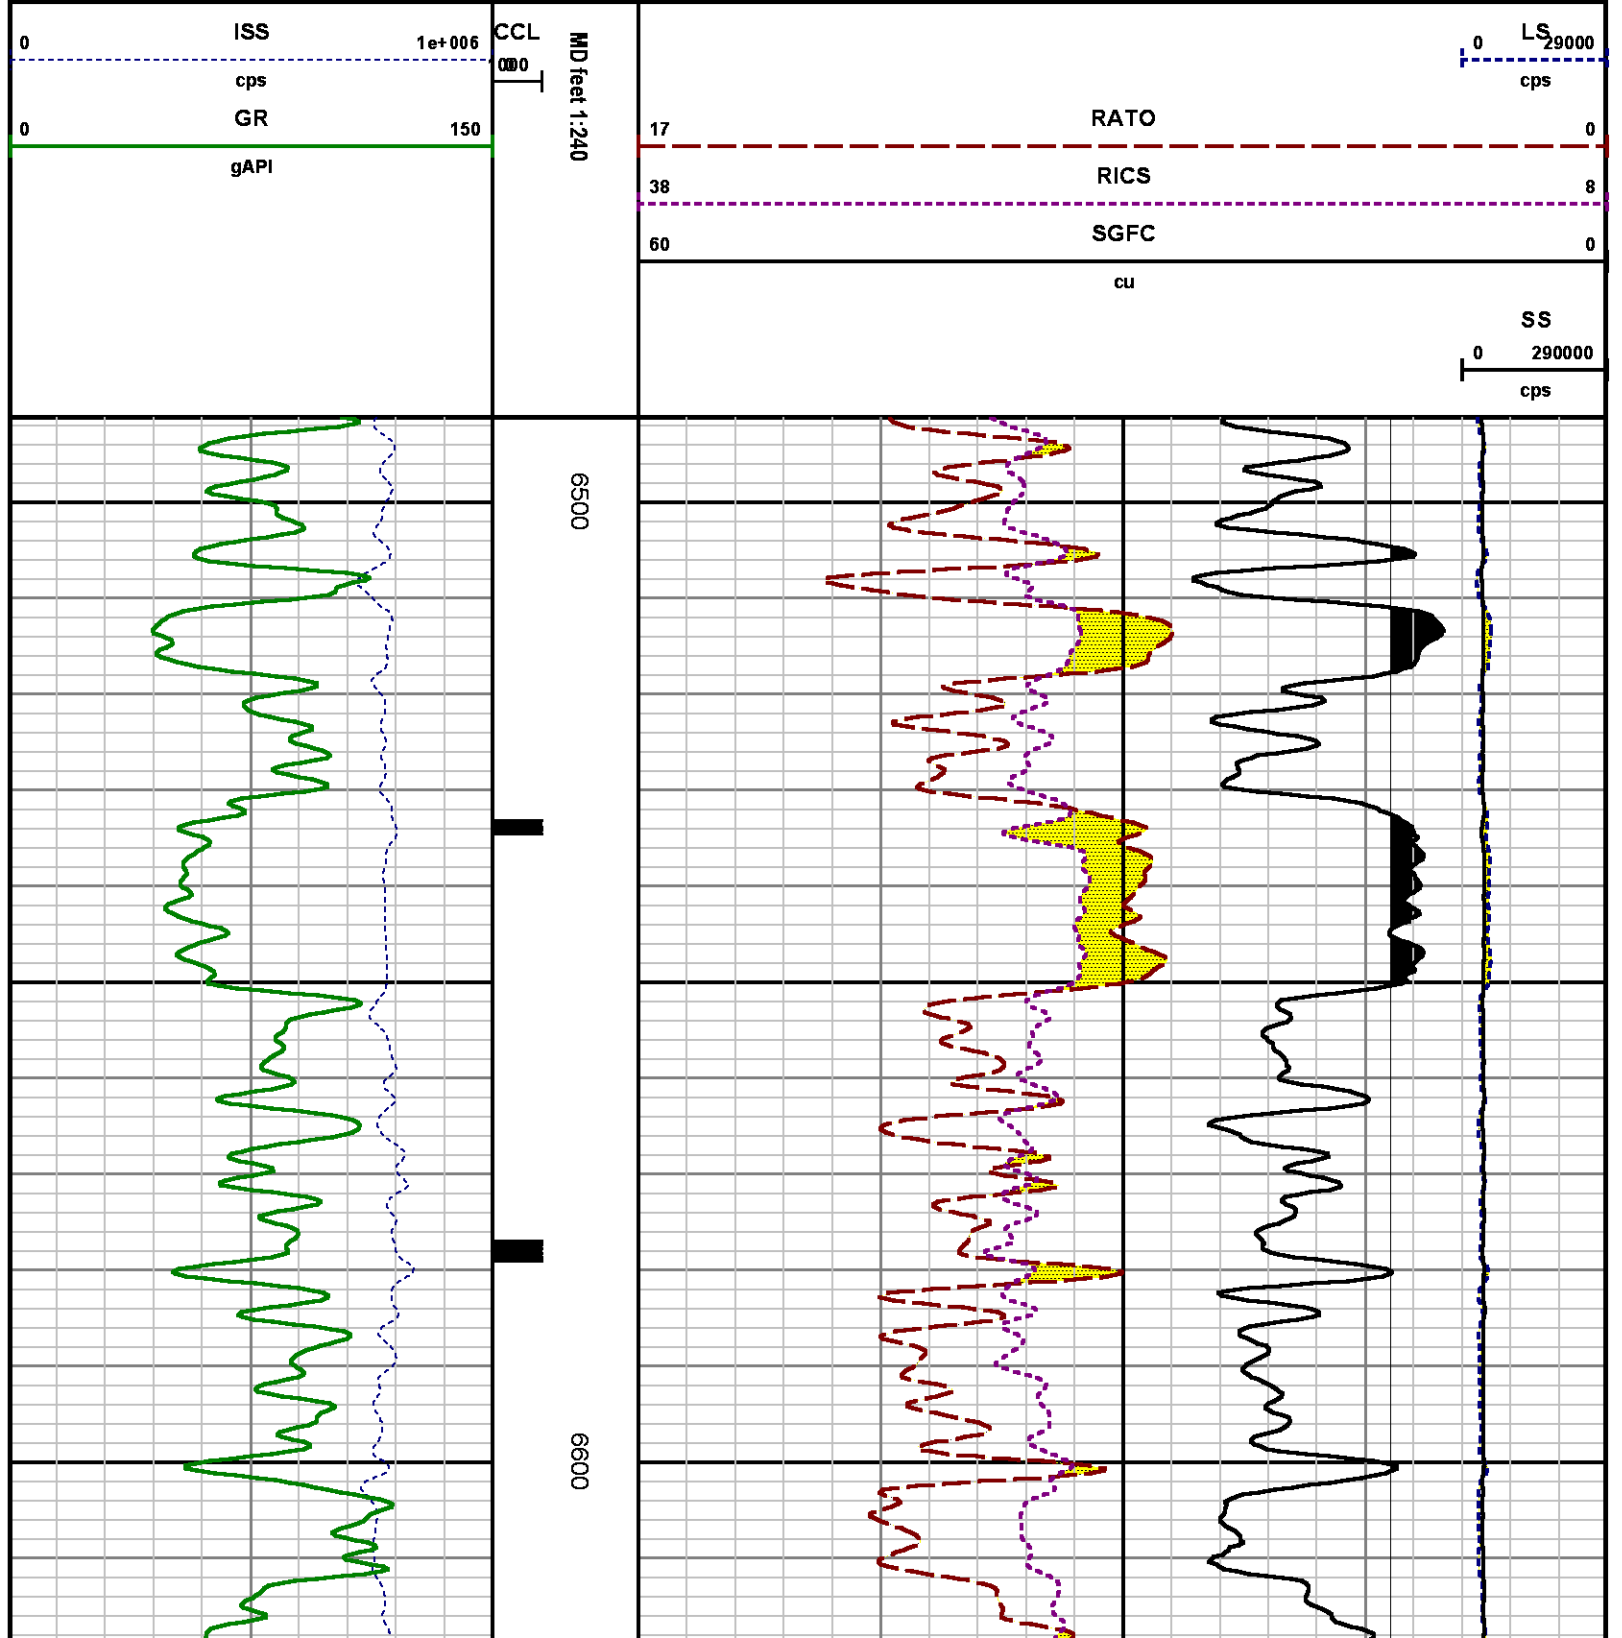 ISS
0 1e+006
cps
GR
0 150
gAPI
CCL
MD feet 1:240
LS
0 29000
cps
RATO
17 0
RICS
38 8
SGFC
60 0
cu
SS
0 290000
cps
6500
6600